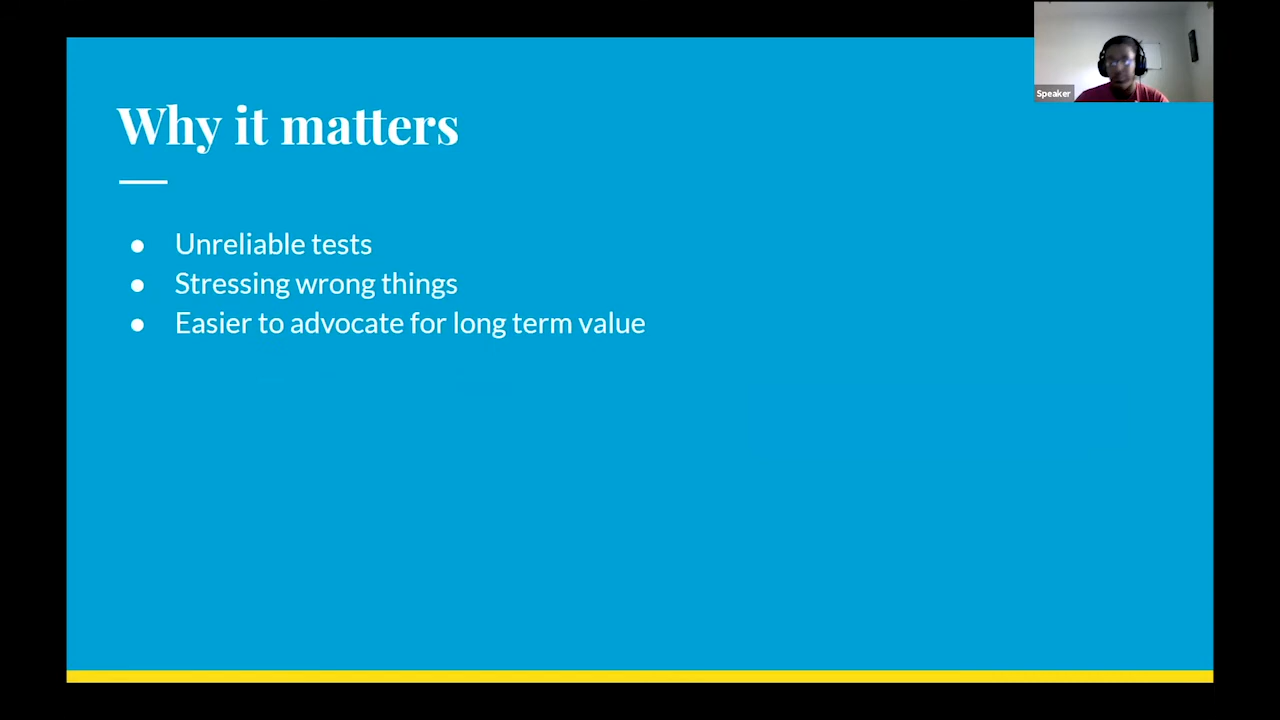 Why it matters
● Unreliable tests
● Stressing wrong things
● Easier to advocate for long term value
Speaker